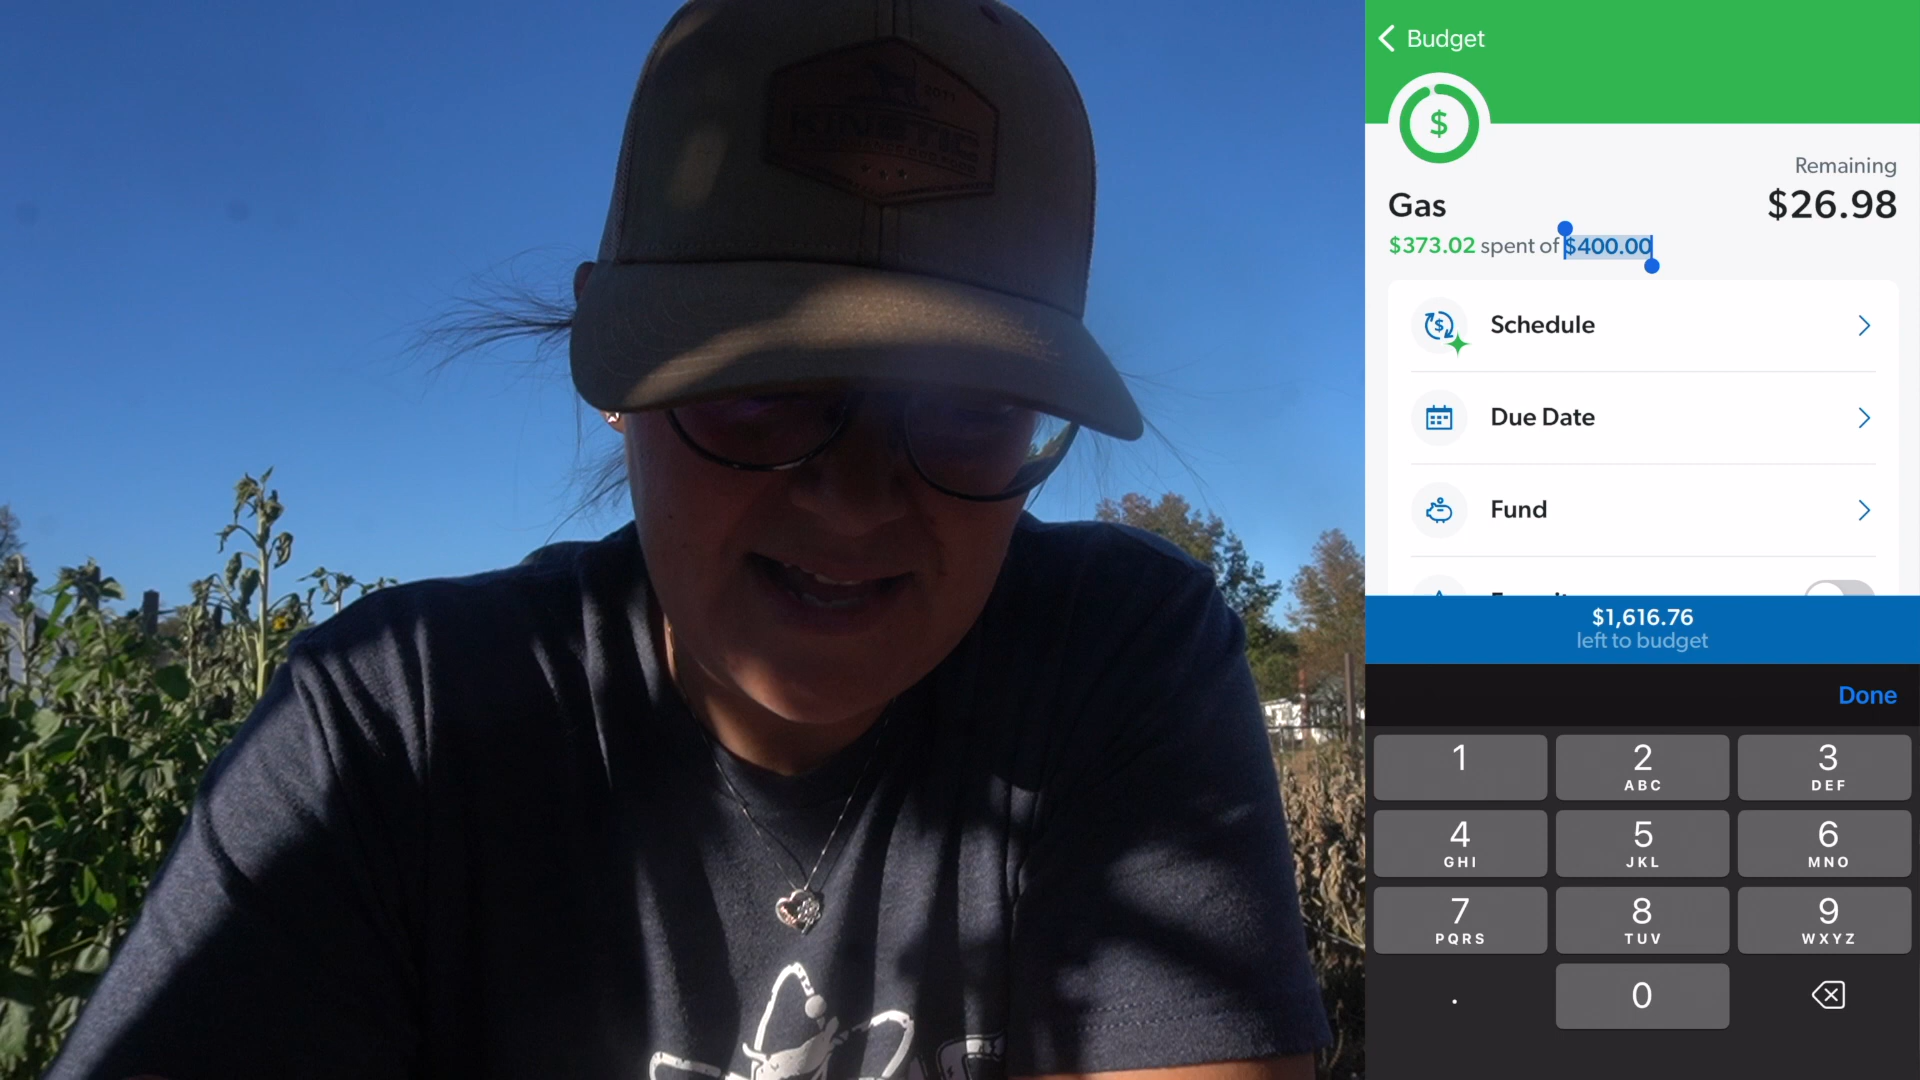 2011
KINETIC
Budget
$
Remaining
Gas
$26.98
$373.02 spent of $400.00
Schedule
Due Date
Fund
$1,616.76
left to budget
Done
1
2
ABC
3
DEF
4
GHI
5
JKL
6
MNO
7
PQRS
8
TUV
9
WXYZ
.
0